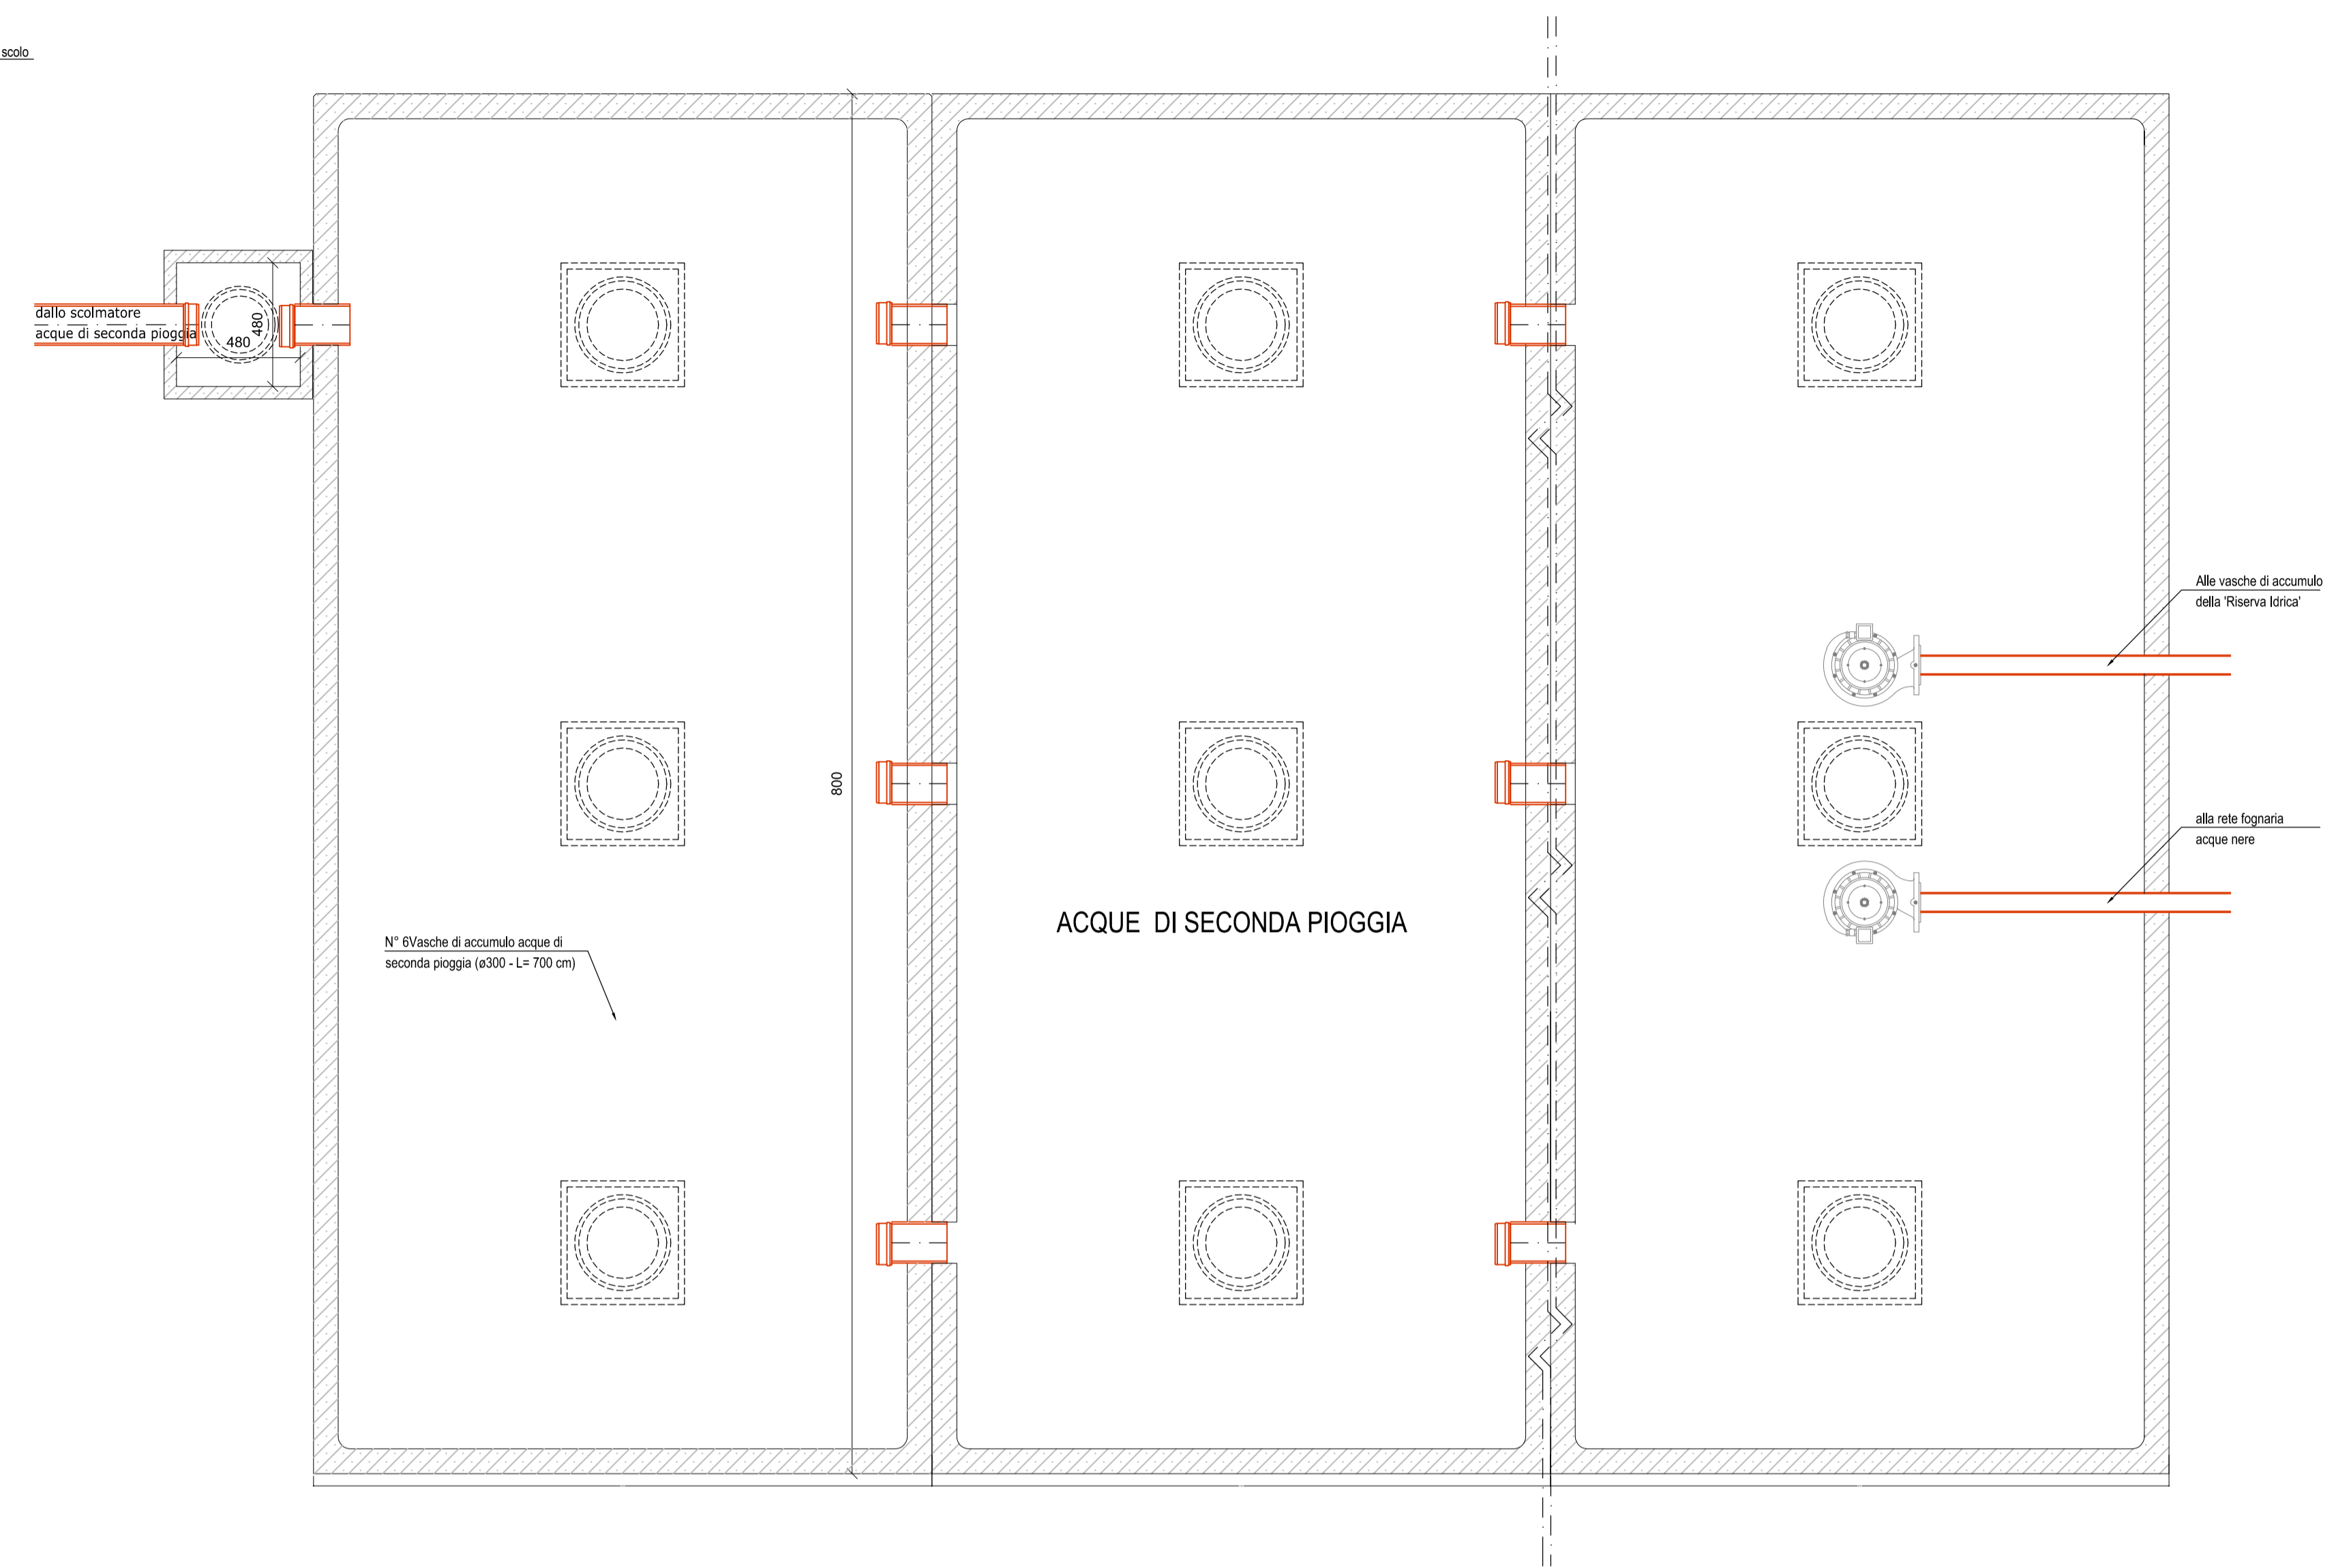 scolo
dallo scolmatore
acque di seconda pioggia
480
480
800
Alle vasche di accumulo
della 'Riserva Idrica'
alla rete fognaria
acque nere
ACQUE DI SECONDA PIOGGIA
N° 6Vasche di accumulo acque di
seconda pioggia (ø300 - L= 700 cm)